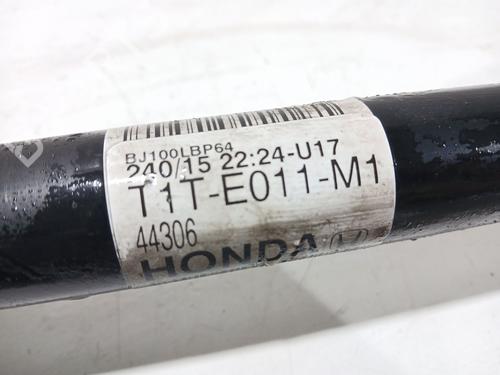 BJ100LBP64
240/15 22:24-U17
T1T-E011-M1
44306
HONDA